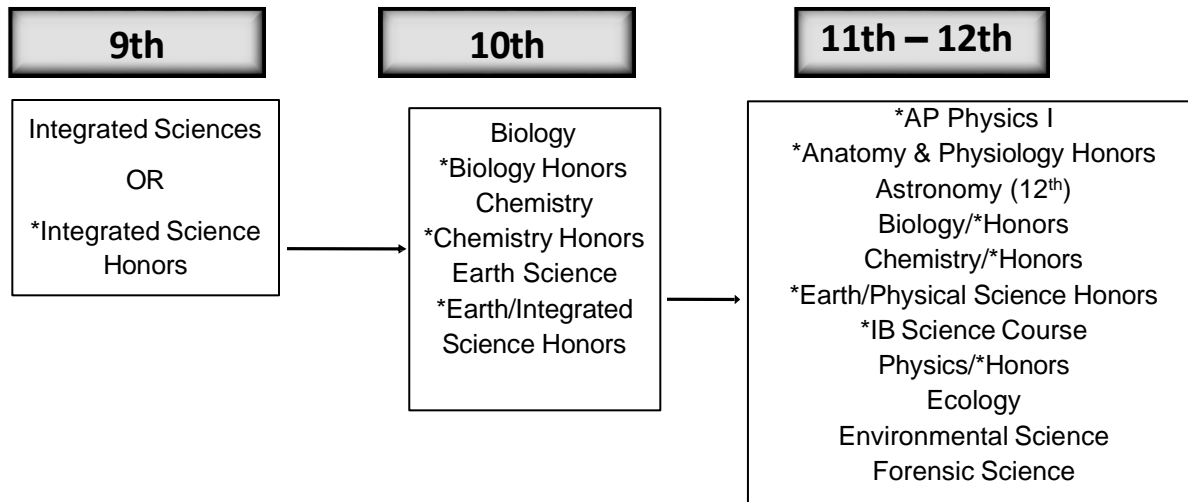 9th
Integrated Sciences
OR
*Integrated Science
Honors
10th
Biology
*Biology Honors
Chemistry
*Chemistry Honors
Earth Science
*Earth/Integrated
Science Honors
11th – 12th
*AP Physics I
*Anatomy & Physiology Honors
Astronomy (12th)
Biology/*Honors
Chemistry/*Honors
*Earth/Physical Science Honors
*IB Science Course
Physics/*Honors
Ecology
Environmental Science
Forensic Science